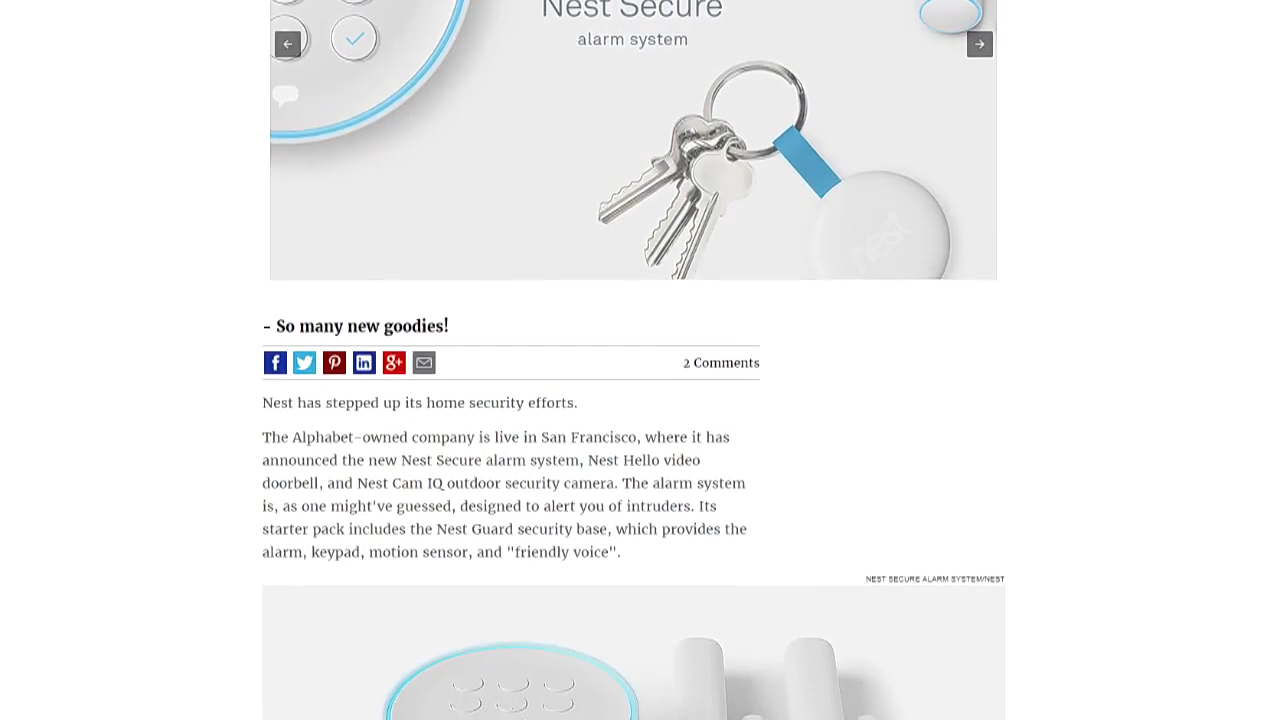 Nest Secure
alarm system
nest
- So many new goodies!
2 Comments
Nest has stepped up its home security efforts.
The Alphabet-owned company is live in San Francisco, where it has
announced the new Nest Secure alarm system, Nest Hello video
doorbell, and Nest Cam IQ outdoor security camera. The alarm system
is, as one might've guessed, designed to alert you of intruders. Its
starter pack includes the Nest Guard security base, which provides the
alarm, keypad, motion sensor, and "friendly voice".
NEST SECURE ALARM SYSTEM/NEST